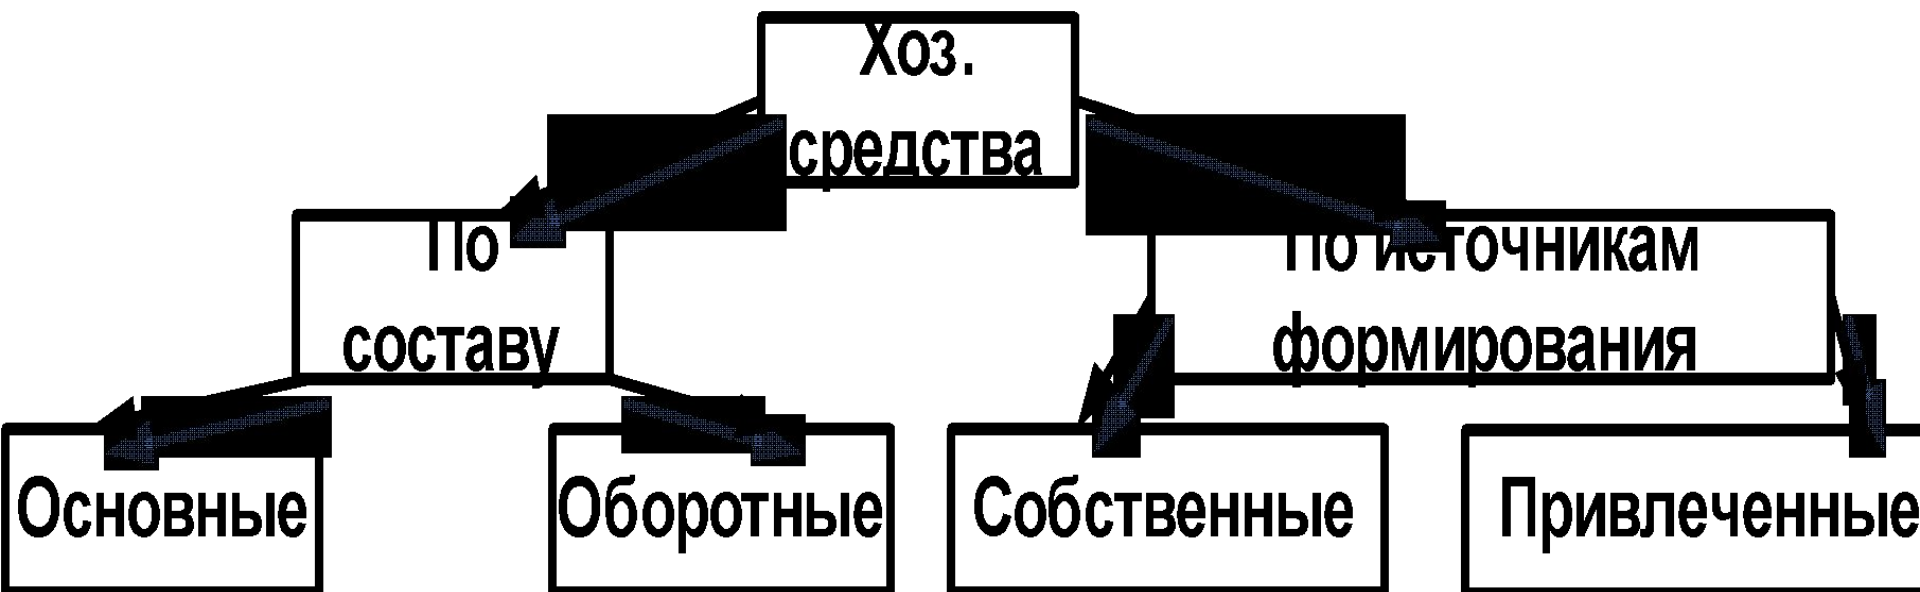 Хоз.
средства
По
составу
По источникам
формирования
Основные
Оборотные
Собственные
Привлеченные